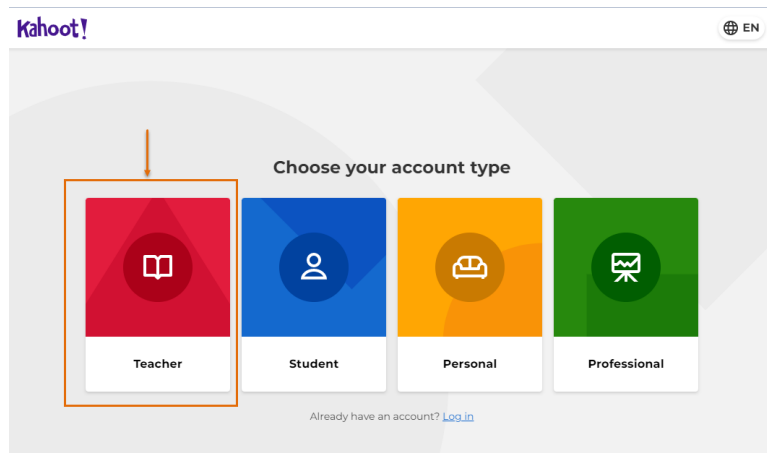 Kahoot!
EN
Choose your account type
Teacher
Student
Personal
Professional
Already have an account? Log in